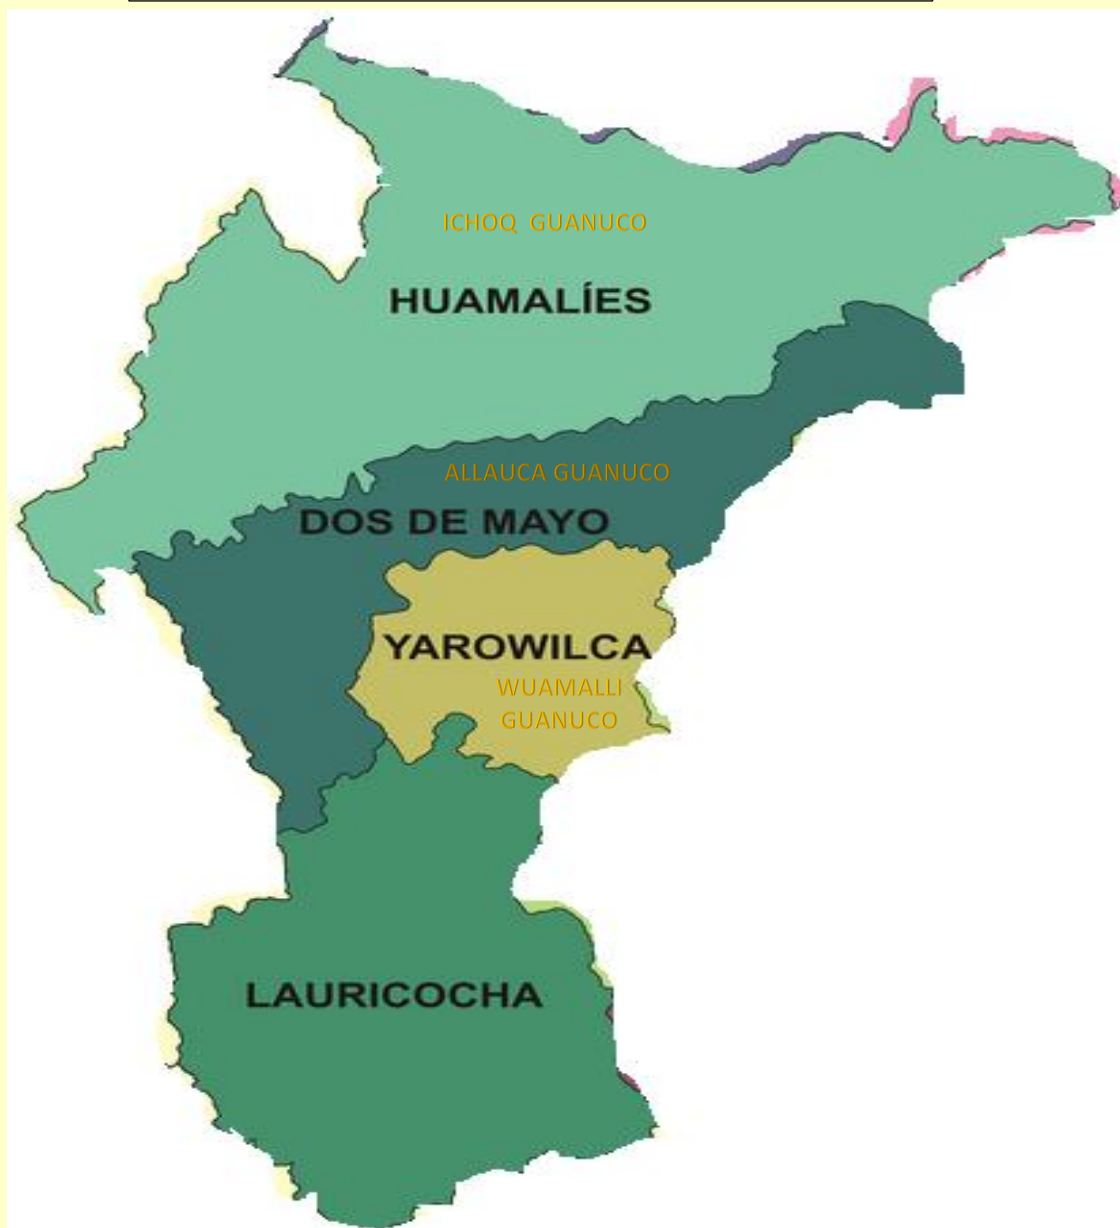 ICHOQ GUANUCO
HUAMALÍES
ALLAUCA GUANUCO
DOS DE MAYO
YAROWILCA
WUAMALLI
GUANUCO
LAURICOCHA